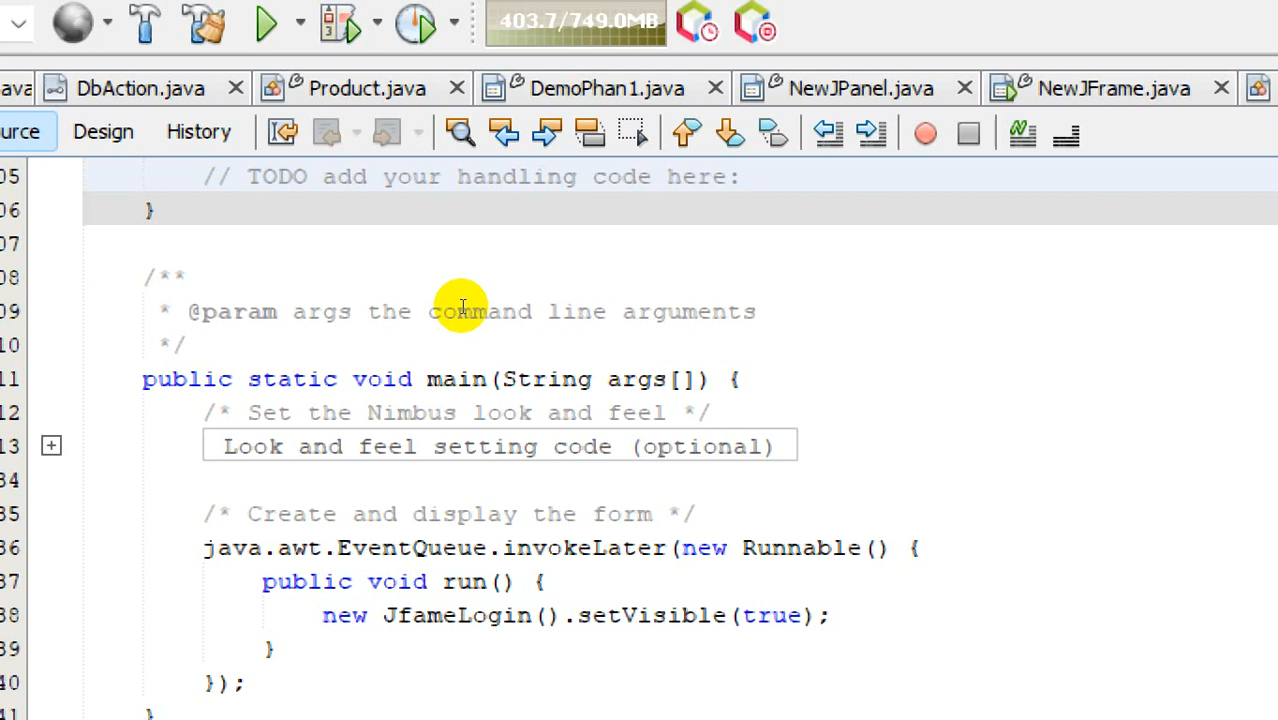 403.7/749.0MB
ava DbAction.java Product.java DemoPhan1.java NewJPanel.java NewJFrame.java
ource Design History
05 // TODO add your handling code here:
06 }
07
08 /**
09 * @param args the command line arguments
10 */
11 public static void main(String args[]) {
12 /* Set the Nimbus look and feel */
13 Look and feel setting code (optional)
34
35 /* Create and display the form */
36 java.awt.EventQueue.invokeLater(new Runnable() {
37 public void run() {
38 new JfameLogin().setVisible(true);
39 }
40 });
41 }